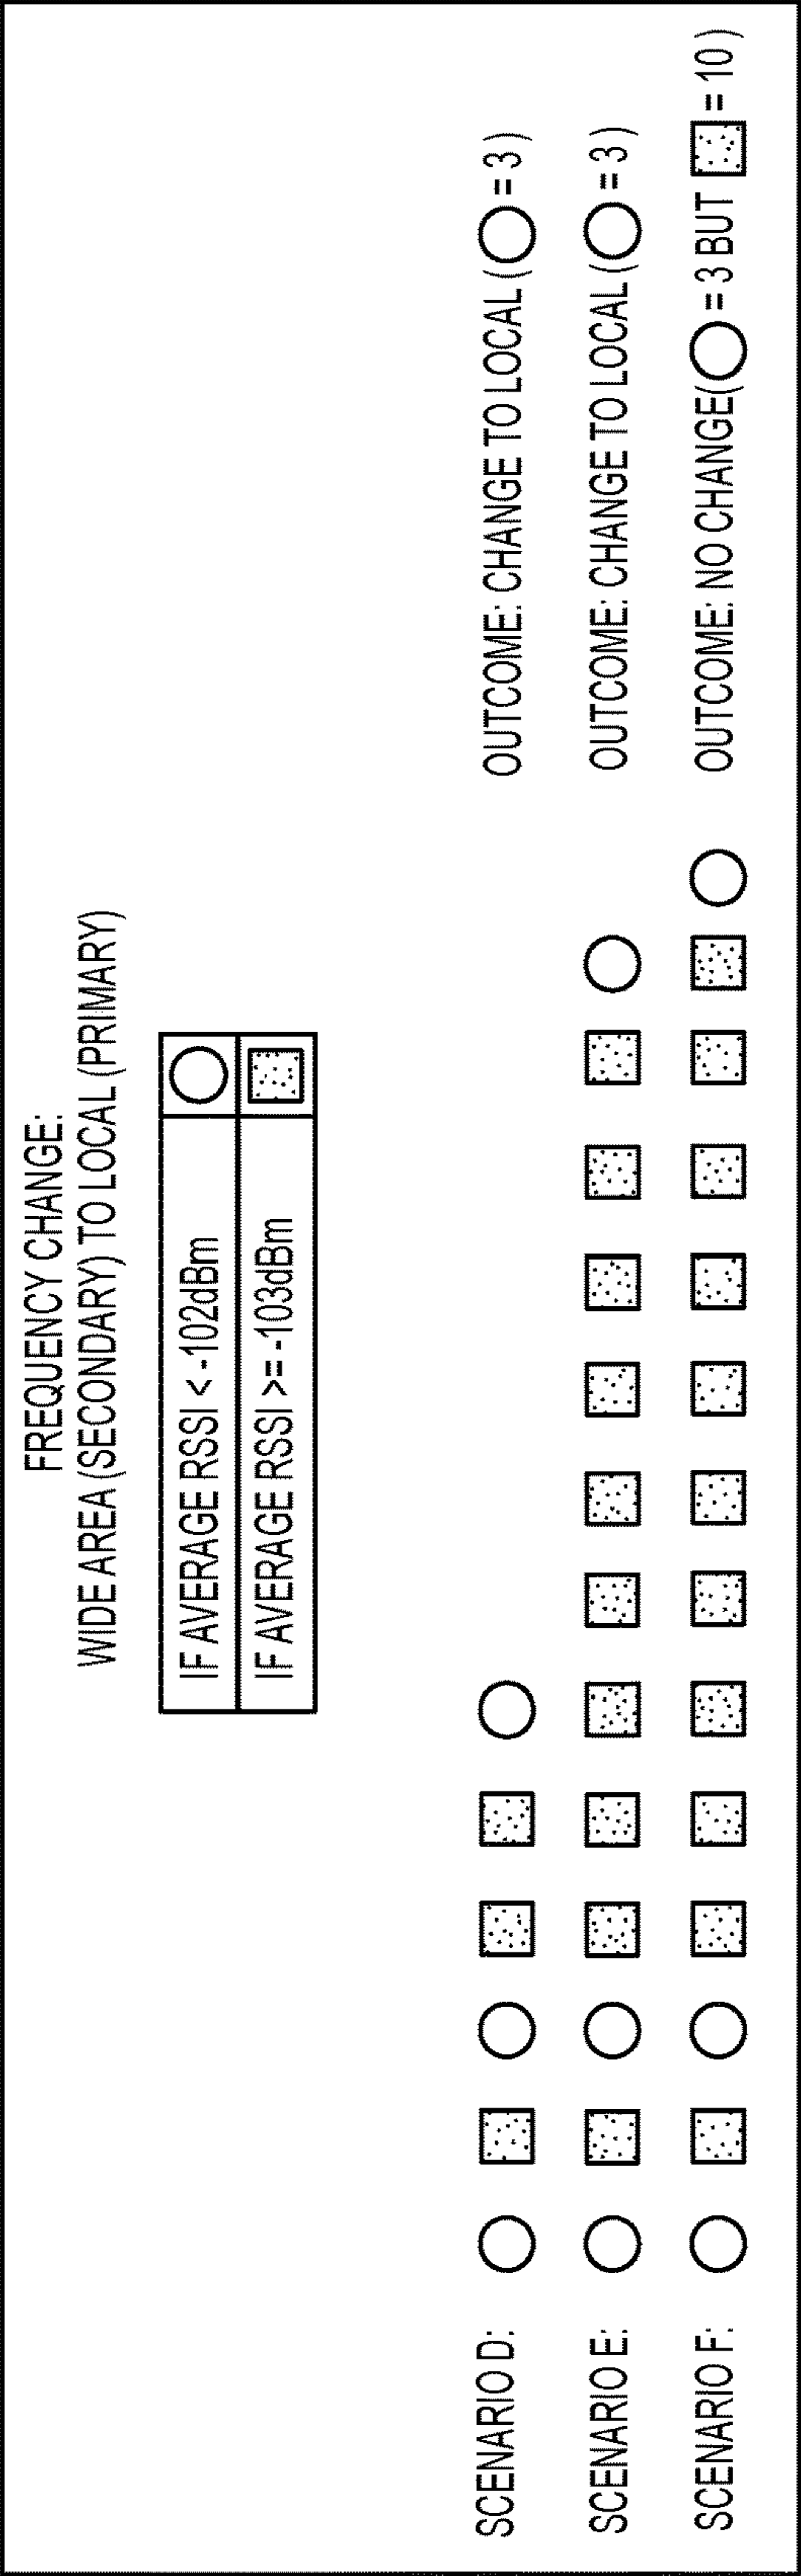 FREQUENCY CHANGE:
WIDE AREA (SECONDARY) TO LOCAL (PRIMARY)
IF AVERAGE RSSI < -102dBm
IF AVERAGE RSSI >= -103dBm
SCENARIO D: OUTCOME: CHANGE TO LOCAL ( = 3 )
SCENARIO E: OUTCOME: CHANGE TO LOCAL ( = 3 )
SCENARIO F: OUTCOME: NO CHANGE( = 3 BUT = 10 )